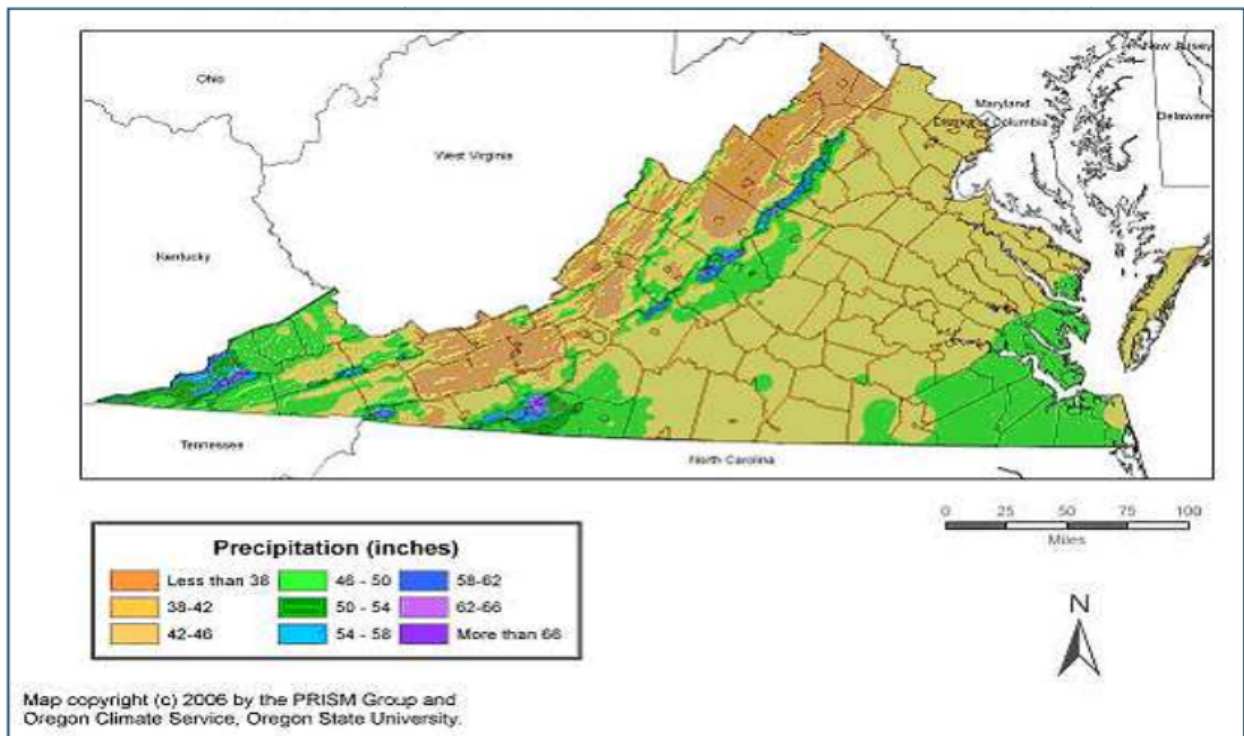 Ohio
New Jersey
Maryland
Delaware
District of Columbia
West Virginia
Kentucky
Tennessee
North Carolina
0 25 50 75 100
Miles
Precipitation (inches)
Less than 38 46 - 50 58-62
38-42 50 - 54 62-66
42-46 54 - 58 More than 66
N
Map copyright (c) 2006 by the PRISM Group and
Oregon Climate Service, Oregon State University.